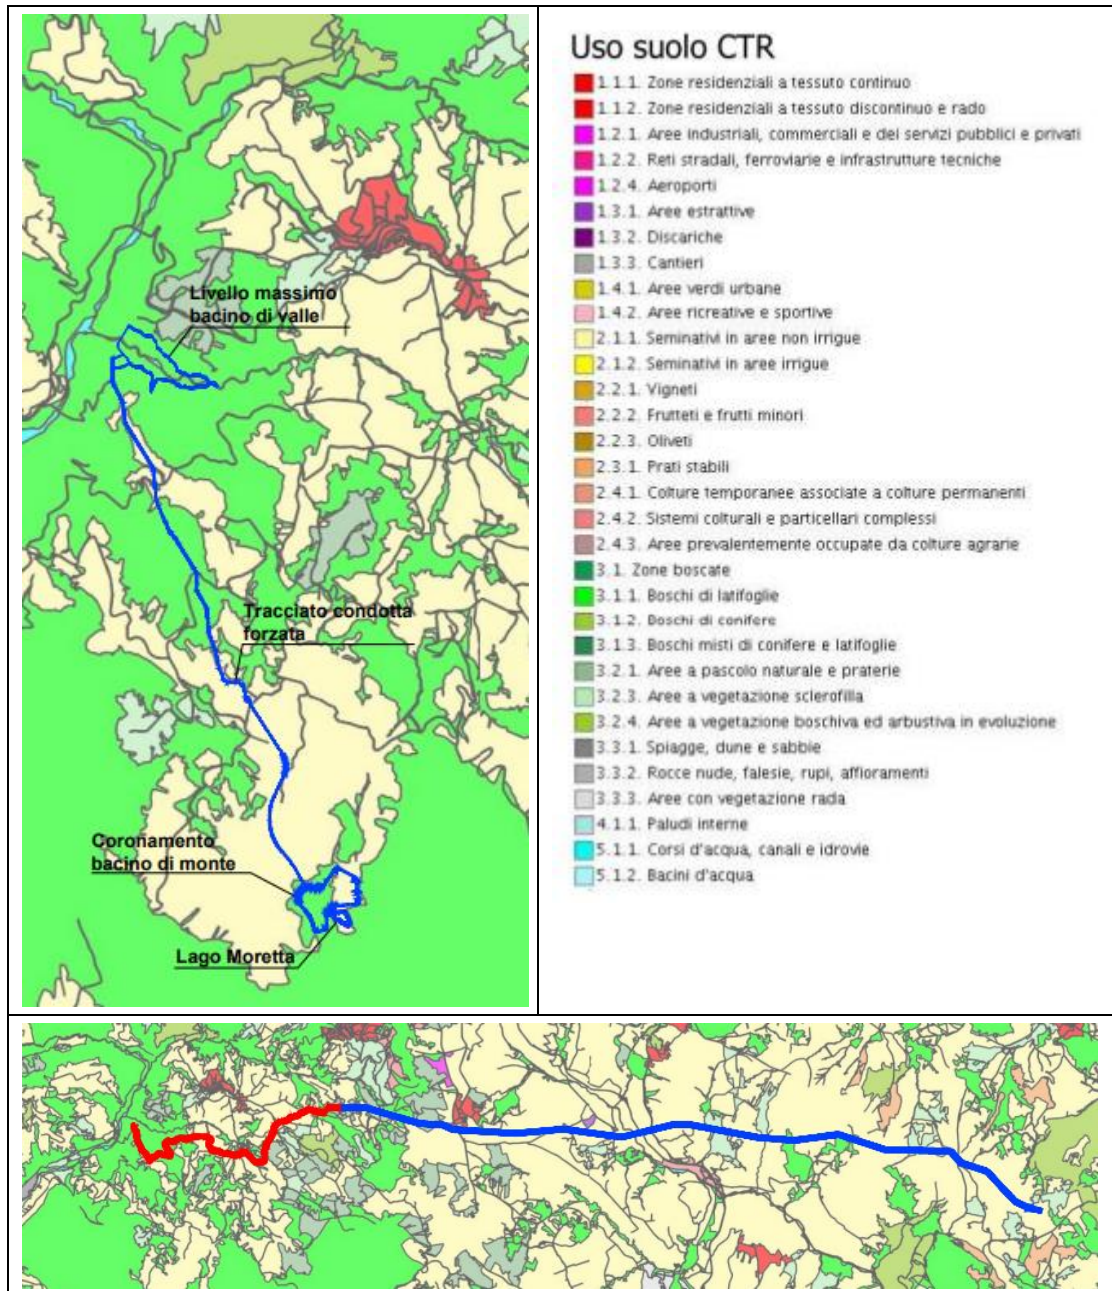 Livello massimo
bacino di valle
Tracciato condotta
forzata
Coronamento
bacino di monte
Lago Moretta
Uso suolo CTR
1.1.1. Zone residenziali a tessuto continuo
1.1.2. Zone residenziali a tessuto discontinuo e rado
1.2.1. Aree industriali, commerciali e dei servizi pubblici e privati
1.2.2. Reti stradali, ferroviarie e infrastrutture tecniche
1.2.4. Aeroporti
1.3.1. Aree estrattive
1.3.2. Discariche
1.3.3. Cantieri
1.4.1. Aree verdi urbane
1.4.2. Aree ricreative e sportive
2.1.1. Seminativi in aree non irrigue
2.1.2. Seminativi in aree irrigue
2.2.1. Vigneti
2.2.2. Frutteti e frutti minori
2.2.3. Oliveti
2.3.1. Prati stabili
2.4.1. Colture temporanee associate a colture permanenti
2.4.2. Sistemi colturali e particellari complessi
2.4.3. Aree prevalentemente occupate da colture agrarie
3.1. Zone boscate
3.1.1. Boschi di latifoglie
3.1.2. Boschi di conifere
3.1.3. Boschi misti di conifere e latifoglie
3.2.1. Aree a pascolo naturale e praterie
3.2.3. Aree a vegetazione sclerofilla
3.2.4. Aree a vegetazione boschiva ed arbustiva in evoluzione
3.3.1. Spiagge, dune e sabbie
3.3.2. Rocce nude, falesie, rupi, affioramenti
3.3.3. Aree con vegetazione rada
4.1.1. Paludi interne
5.1.1. Corsi d'acqua, canali e idrovie
5.1.2. Bacini d'acqua